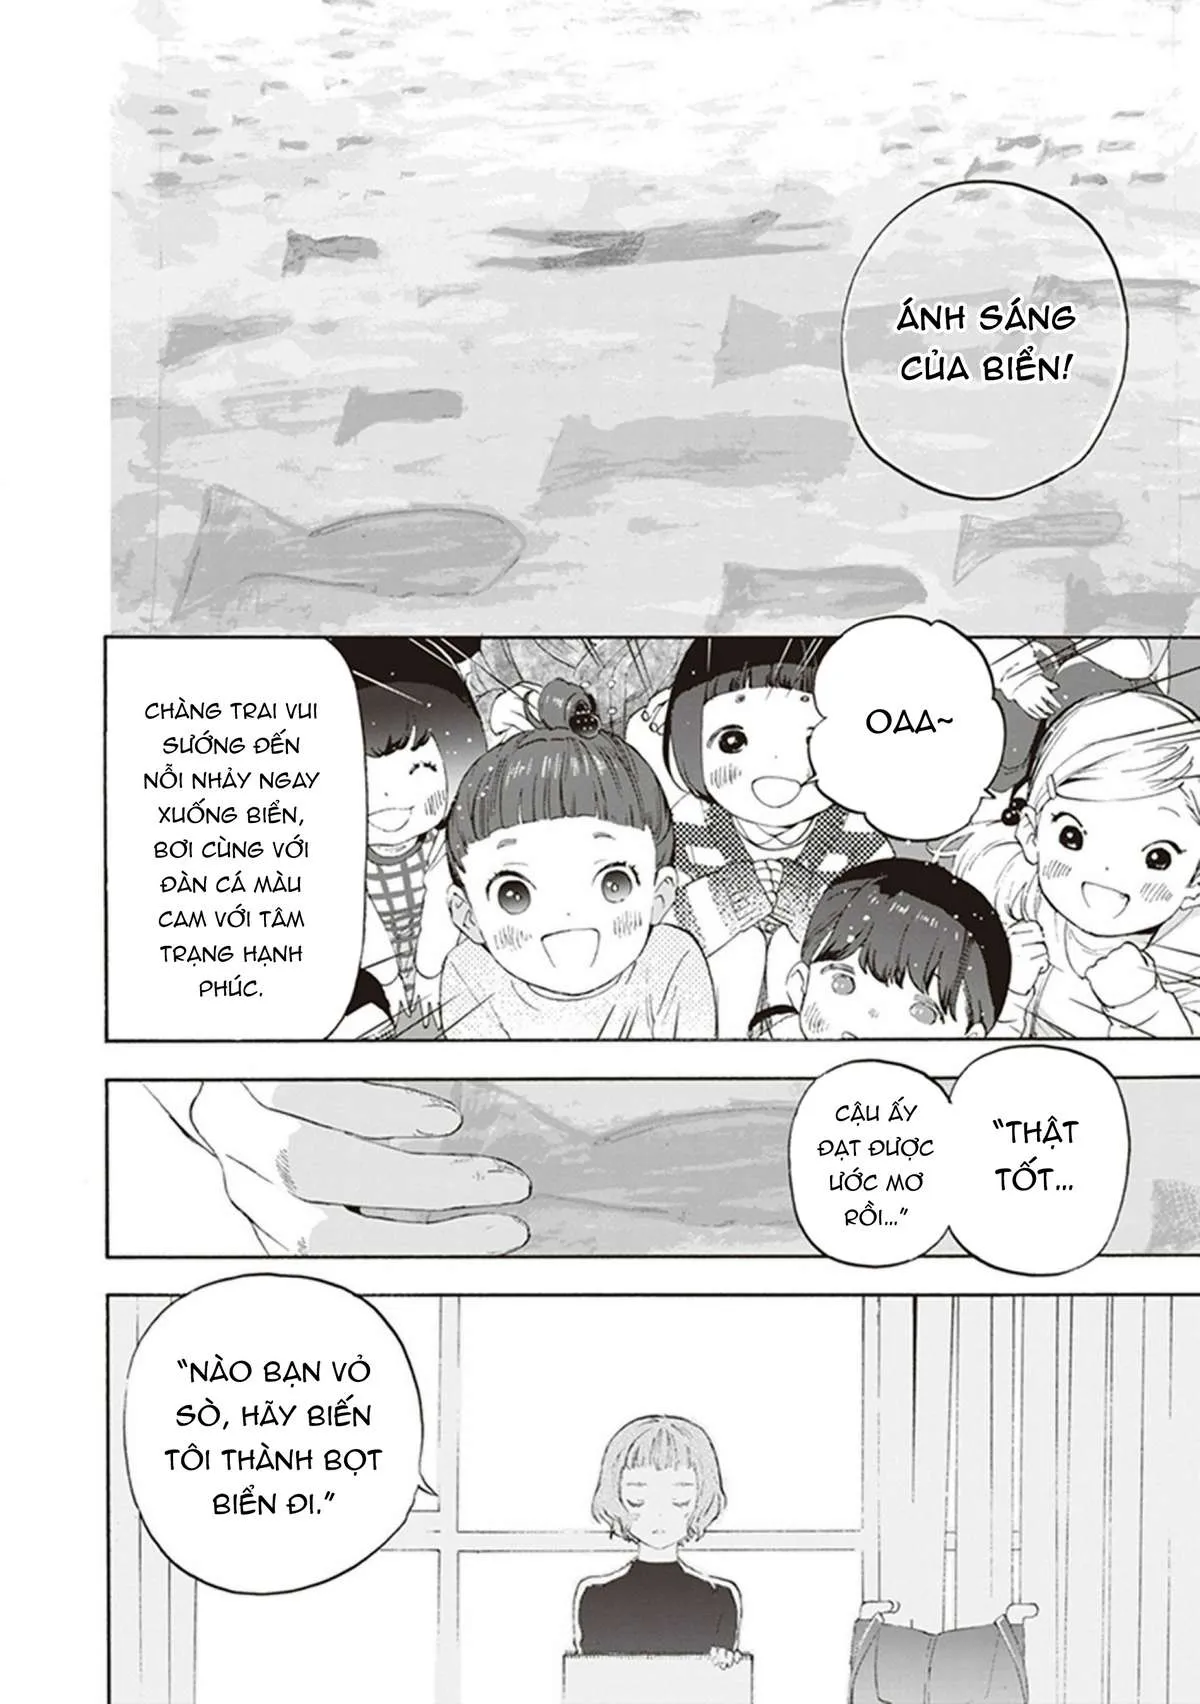 ÁNH SÁNG
CỦA BIỂN!
OAA~
CHÀNG TRAI VUI
SƯỚNG ĐẾN
NỖI NHẢY NGAY
XUỐNG BIỂN,
BƠI CÙNG VỚI
ĐÀN CÁ MÀU
CAM VỚI TÂM
TRẠNG HẠNH
PHÚC.
"THẬT
TỐT...
CẬU ẤY
ĐẠT ĐƯỢC
ƯỚC MƠ
RỒI..."
"NÀO BẠN VỎ
SÒ, HÃY BIẾN
TÔI THÀNH BỌT
BIỂN ĐI."